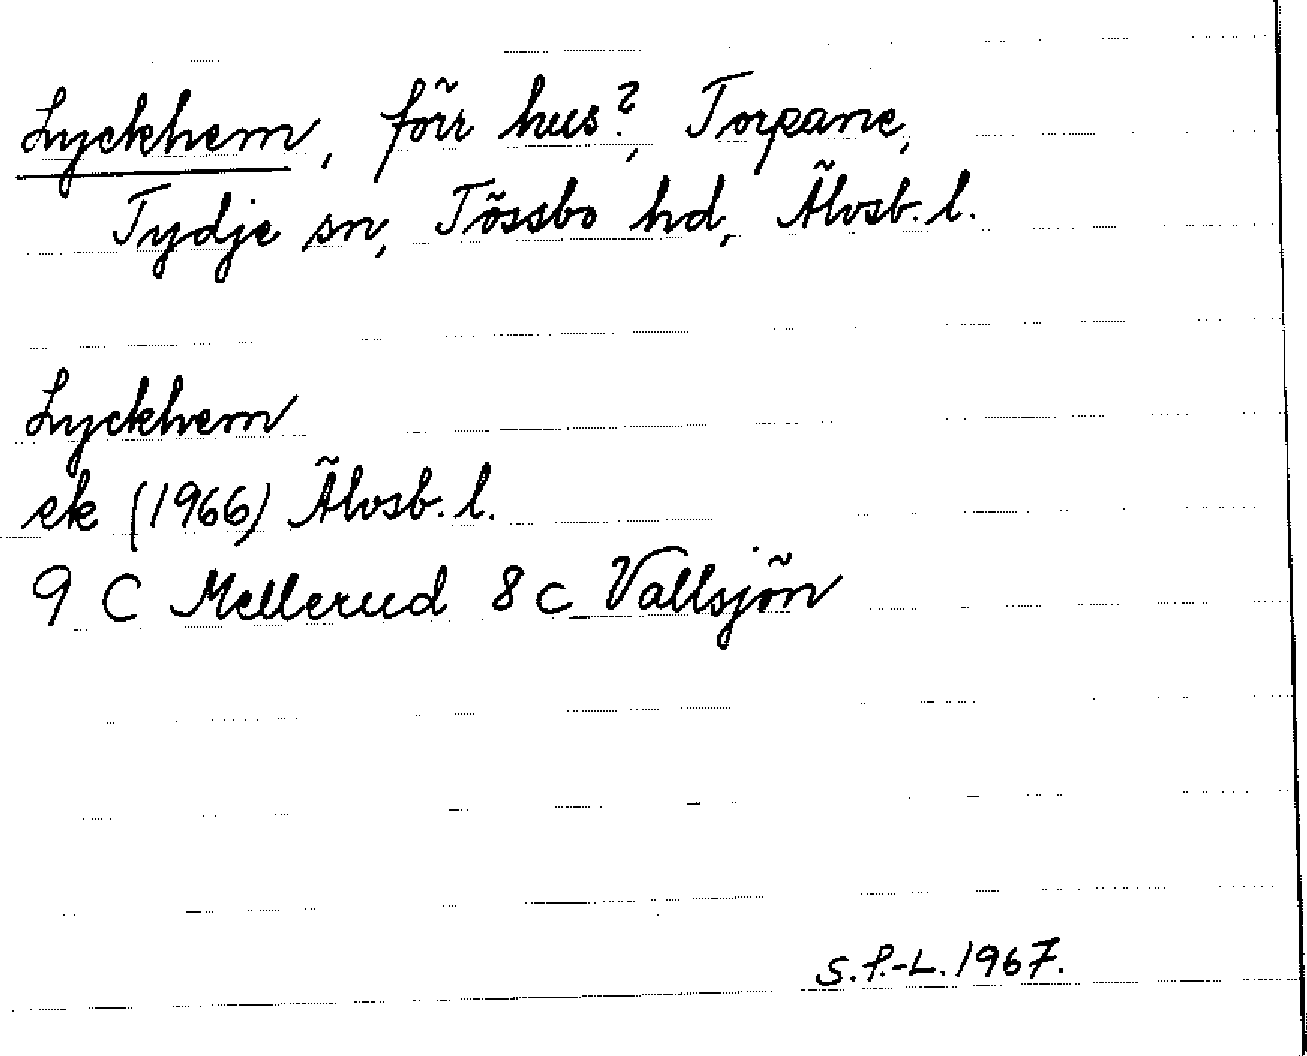 Lyckhem, förr hus?, Torpane,
Tydje sn, Tössbo hd, Älvsb. l.
Lyckhem
ek (1966) Älvsb. l.
9 C Mellerud 8 c Vallsjön
S.P.-L. 1967.